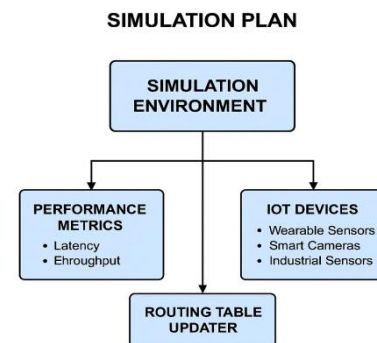 SIMULATION PLAN
SIMULATION
ENVIRONMENT
PERFORMANCE
METRICS
• Latency
• Ehroughput
IOT DEVICES
• Wearable Sensors
• Smart Cameras
• Industrial Sensors
ROUTING TABLE
UPDATER